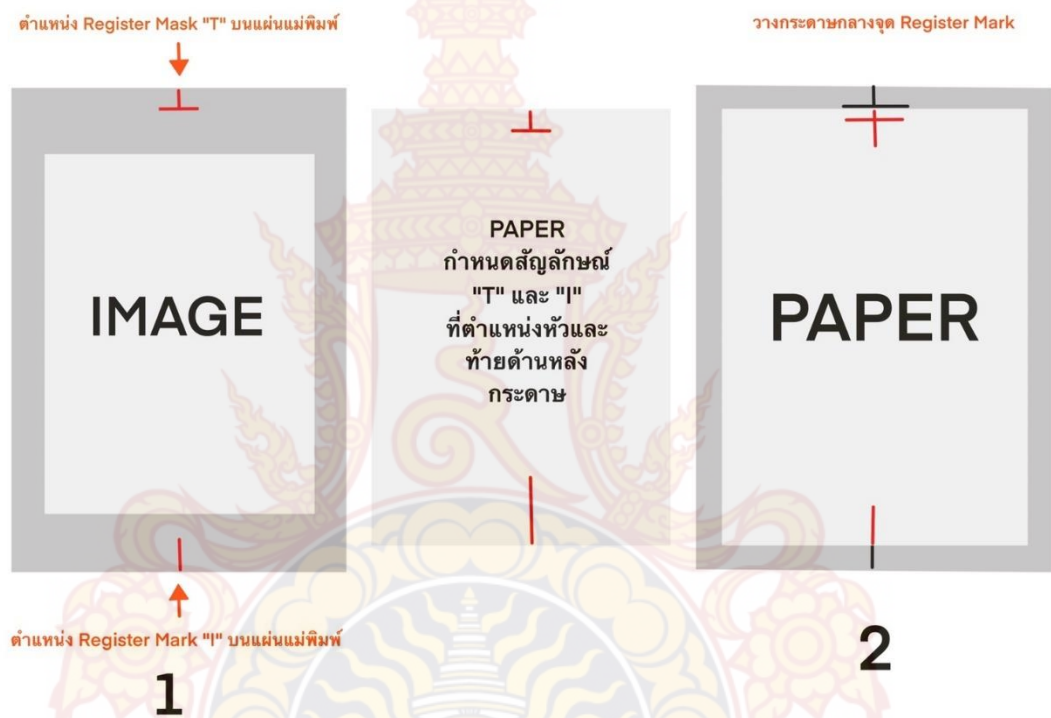 ตำแหน่ง Register Mask "T" บนแผ่นแม่พิมพ์
วางกระดาษกลางจุด Register Mark
IMAGE
PAPER
กำหนดสัญลักษณ์
"T" และ "I"
ที่ตำแหน่งหัวและ
ท้ายด้านหลัง
กระดาษ
PAPER
ตำแหน่ง Register Mark "I" บนแผ่นแม่พิมพ์
1
2